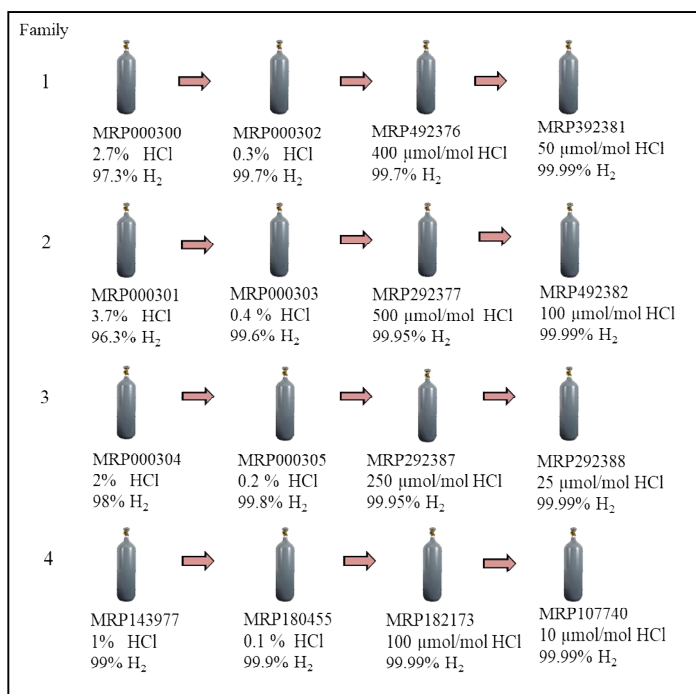 Family
1
MRP000300
2.7% HCl
97.3% H₂
MRP000302
0.3% HCl
99.7% H₂
MRP492376
400 µmol/mol HCl
99.7% H₂
MRP392381
50 µmol/mol HCl
99.99% H₂
2
MRP000301
3.7% HCl
96.3% H₂
MRP000303
0.4 % HCl
99.6% H₂
MRP292377
500 µmol/mol HCl
99.95% H₂
MRP492382
100 µmol/mol HCl
99.99% H₂
3
MRP000304
2% HCl
98% H₂
MRP000305
0.2 % HCl
99.8% H₂
MRP292387
250 µmol/mol HCl
99.95% H₂
MRP292388
25 µmol/mol HCl
99.99% H₂
4
MRP143977
1% HCl
99% H₂
MRP180455
0.1 % HCl
99.9% H₂
MRP182173
100 µmol/mol HCl
99.99% H₂
MRP107740
10 µmol/mol HCl
99.99% H₂